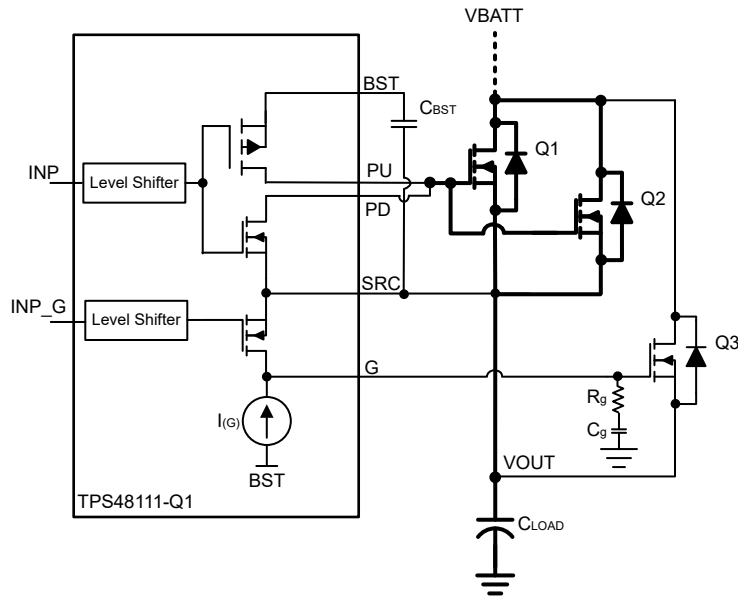 VBATT
BST
CBST
Q1
INP
Level Shifter
PU
Q2
PD
SRC
INP_G
Level Shifter
Q3
G
Rg
I(G)
Cg
VOUT
BST
TPS48111-Q1
CLOAD